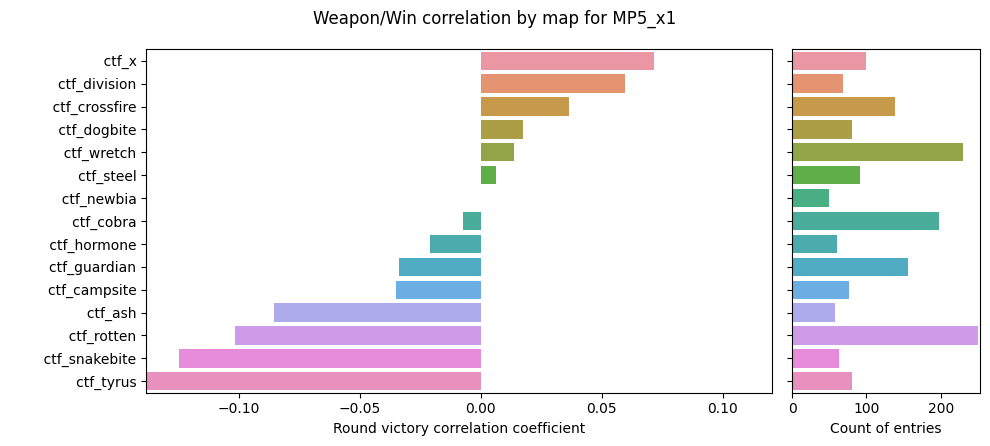 Weapon/Win correlation by map for MP5_x1
ctf_x
ctf_division
ctf_crossfire
ctf_dogbite
ctf_wretch
ctf_steel
ctf_newbia
ctf_cobra
ctf_hormone
ctf_guardian
ctf_campsite
ctf_ash
ctf_rotten
ctf_snakebite
ctf_tyrus
−0.10 −0.05 0.00 0.05 0.10
Round victory correlation coefficient
0 100 200
Count of entries